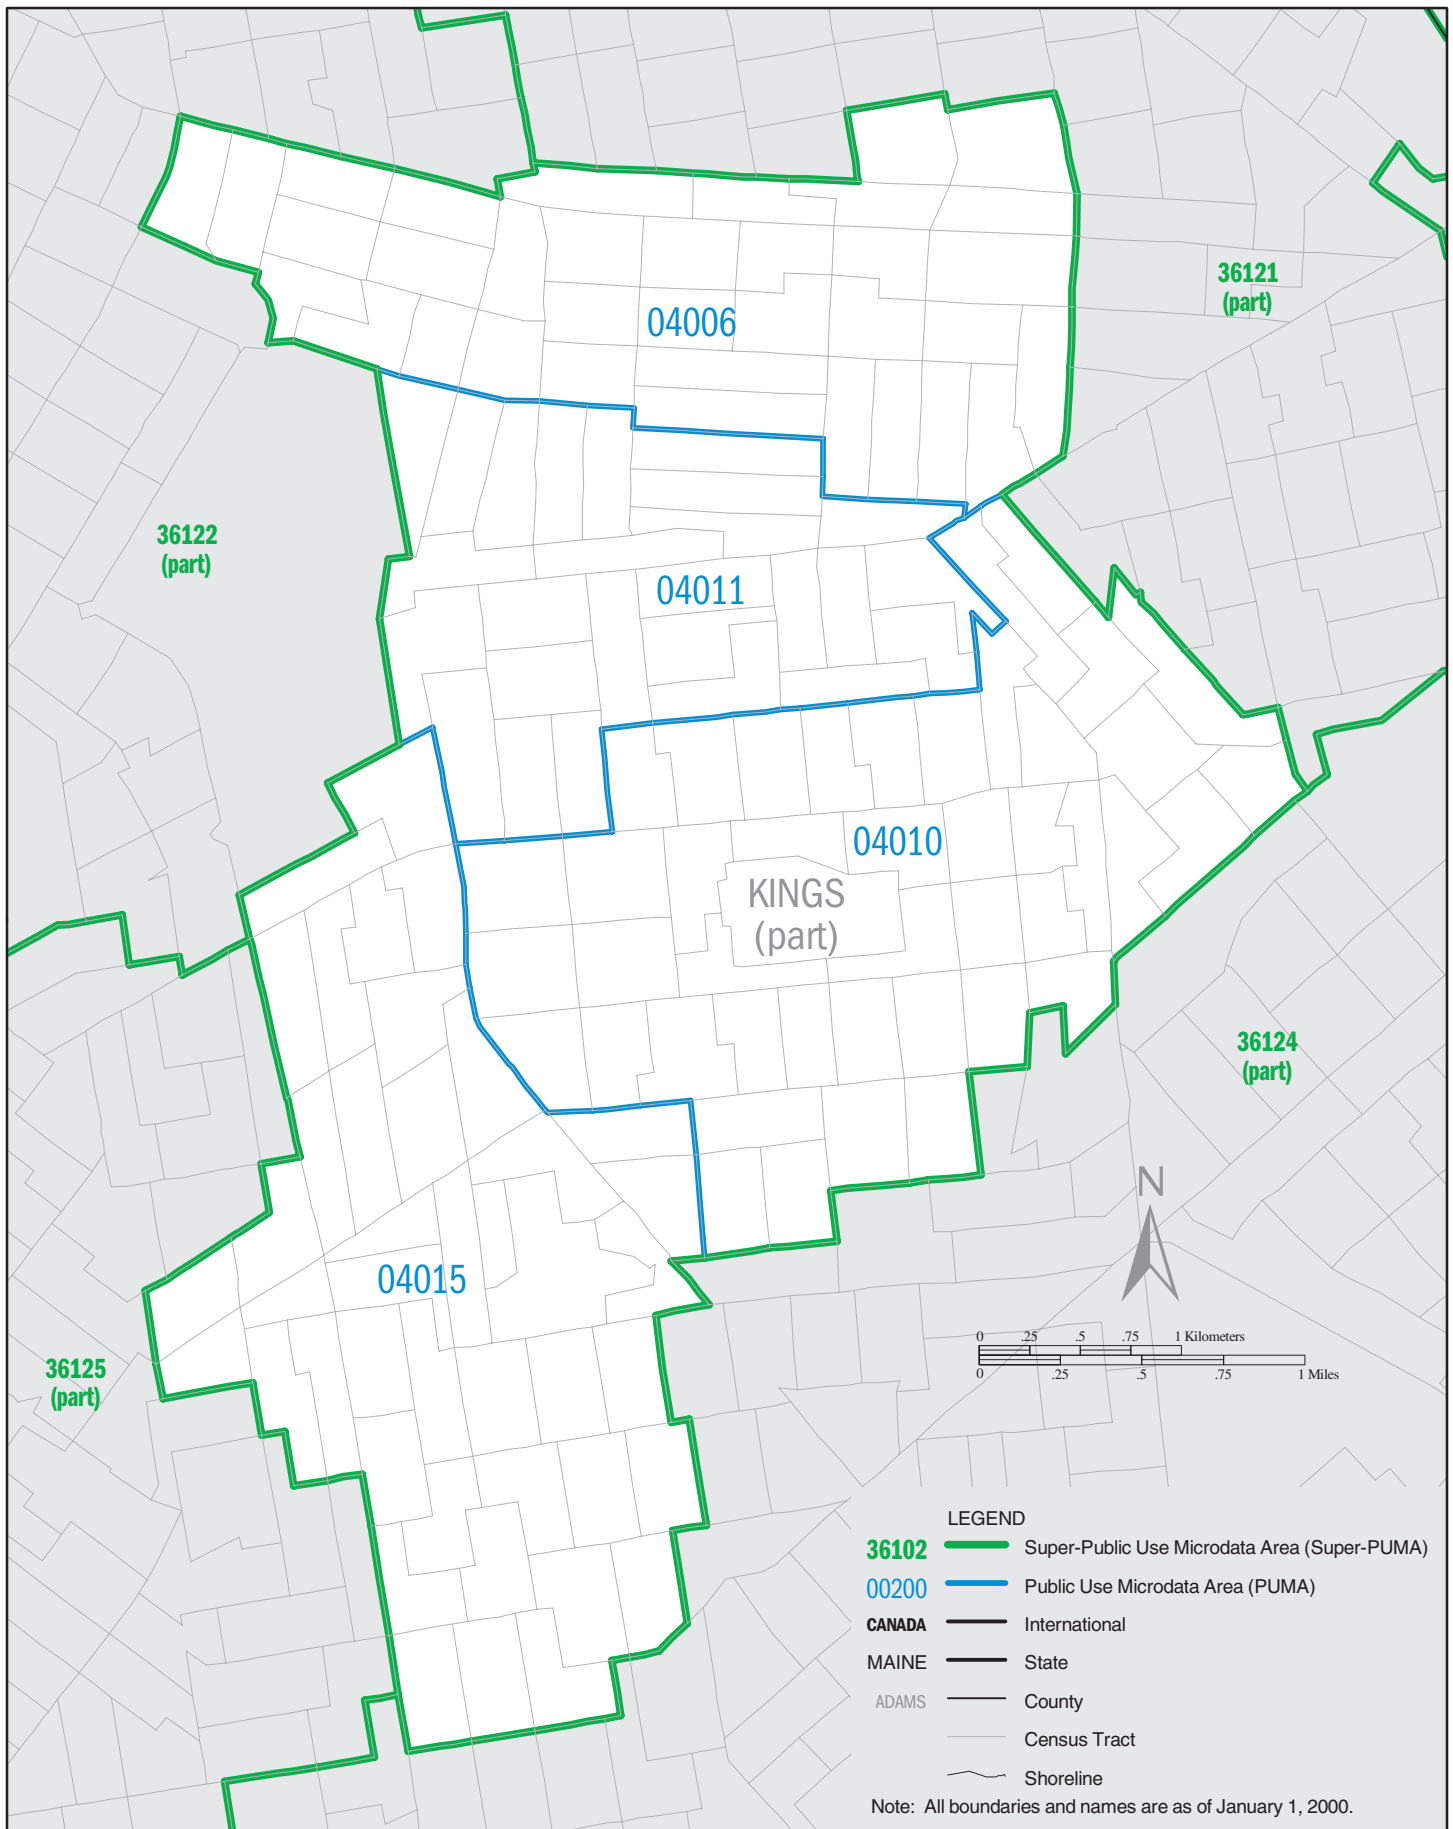 36121
(part)
04006
36122
(part)
04011
04010
KINGS
(part)
36124
(part)
N
04015
0 .25 .5 .75 1 Kilometers
0 .25 .5 .75 1 Miles
36125
(part)
LEGEND
36102 Super-Public Use Microdata Area (Super-PUMA)
00200 Public Use Microdata Area (PUMA)
CANADA International
MAINE State
ADAMS County
Census Tract
Shoreline
Note: All boundaries and names are as of January 1, 2000.